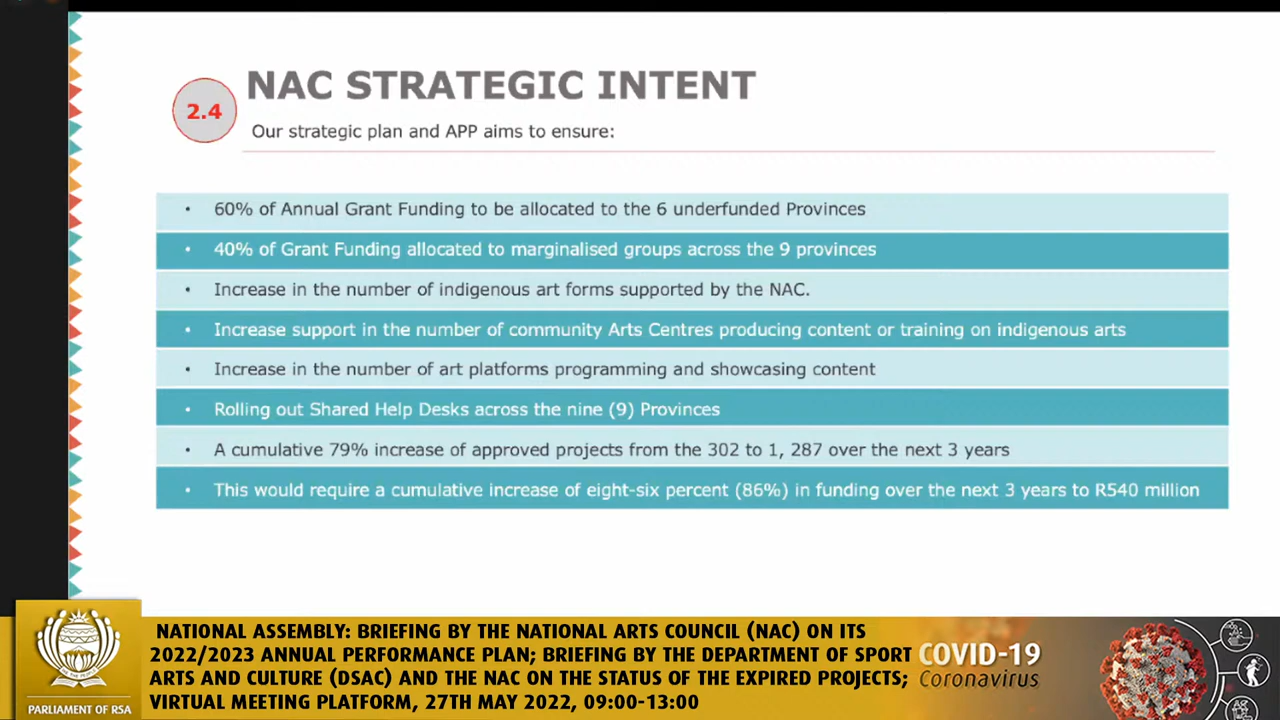 2.4
NAC STRATEGIC INTENT
Our strategic plan and APP aims to ensure:
• 60% of Annual Grant Funding to be allocated to the 6 underfunded Provinces
• 40% of Grant Funding allocated to marginalised groups across the 9 provinces
• Increase in the number of indigenous art forms supported by the NAC.
• Increase support in the number of community Arts Centres producing content or training on indigenous arts
• Increase in the number of art platforms programming and showcasing content
• Rolling out Shared Help Desks across the nine (9) Provinces
• A cumulative 79% increase of approved projects from the 302 to 1, 287 over the next 3 years
• This would require a cumulative increase of eight-six percent (86%) in funding over the next 3 years to R540 million
PARLIAMENT OF RSA
NATIONAL ASSEMBLY: BRIEFING BY THE NATIONAL ARTS COUNCIL (NAC) ON ITS
2022/2023 ANNUAL PERFORMANCE PLAN; BRIEFING BY THE DEPARTMENT OF SPORT
ARTS AND CULTURE (DSAC) AND THE NAC ON THE STATUS OF THE EXPIRED PROJECTS;
VIRTUAL MEETING PLATFORM, 27TH MAY 2022, 09:00-13:00
COVID-19
Coronavirus